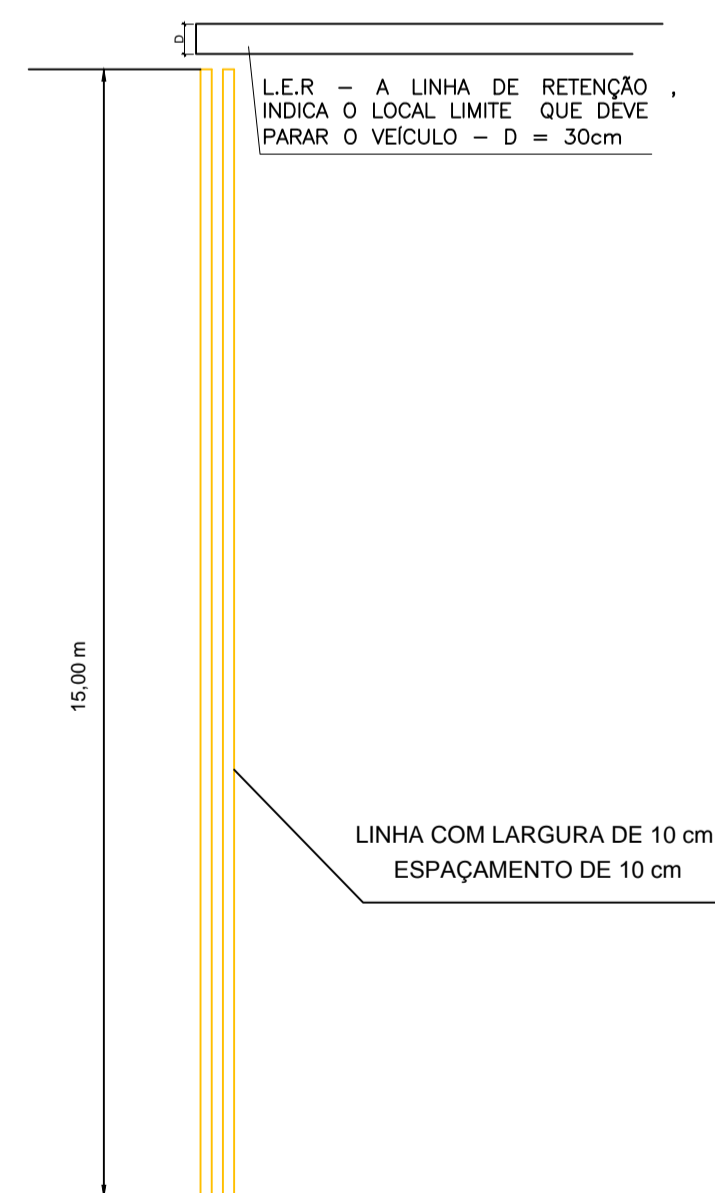 D
L.E.R – A LINHA DE RETENÇÃO ,
INDICA O LOCAL LIMITE QUE DEVE
PARAR O VEÍCULO – D = 30cm
15,00 m
LINHA COM LARGURA DE 10 cm
ESPAÇAMENTO DE 10 cm